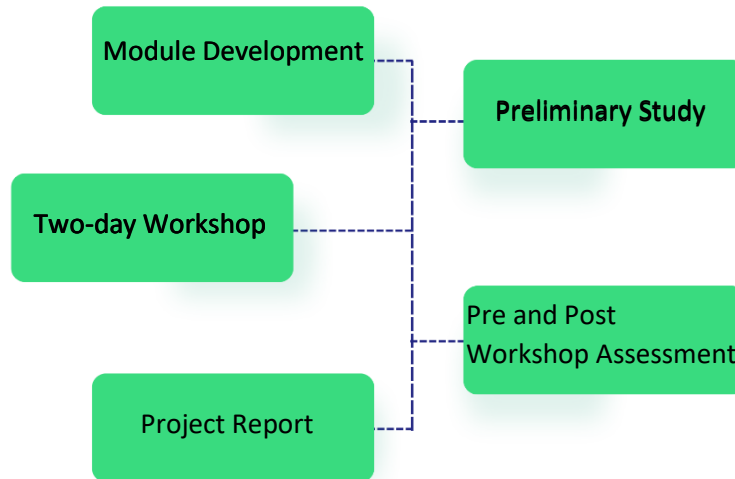 Module Development
Preliminary Study
Two-day Workshop
Pre and Post
Workshop Assessment
Project Report